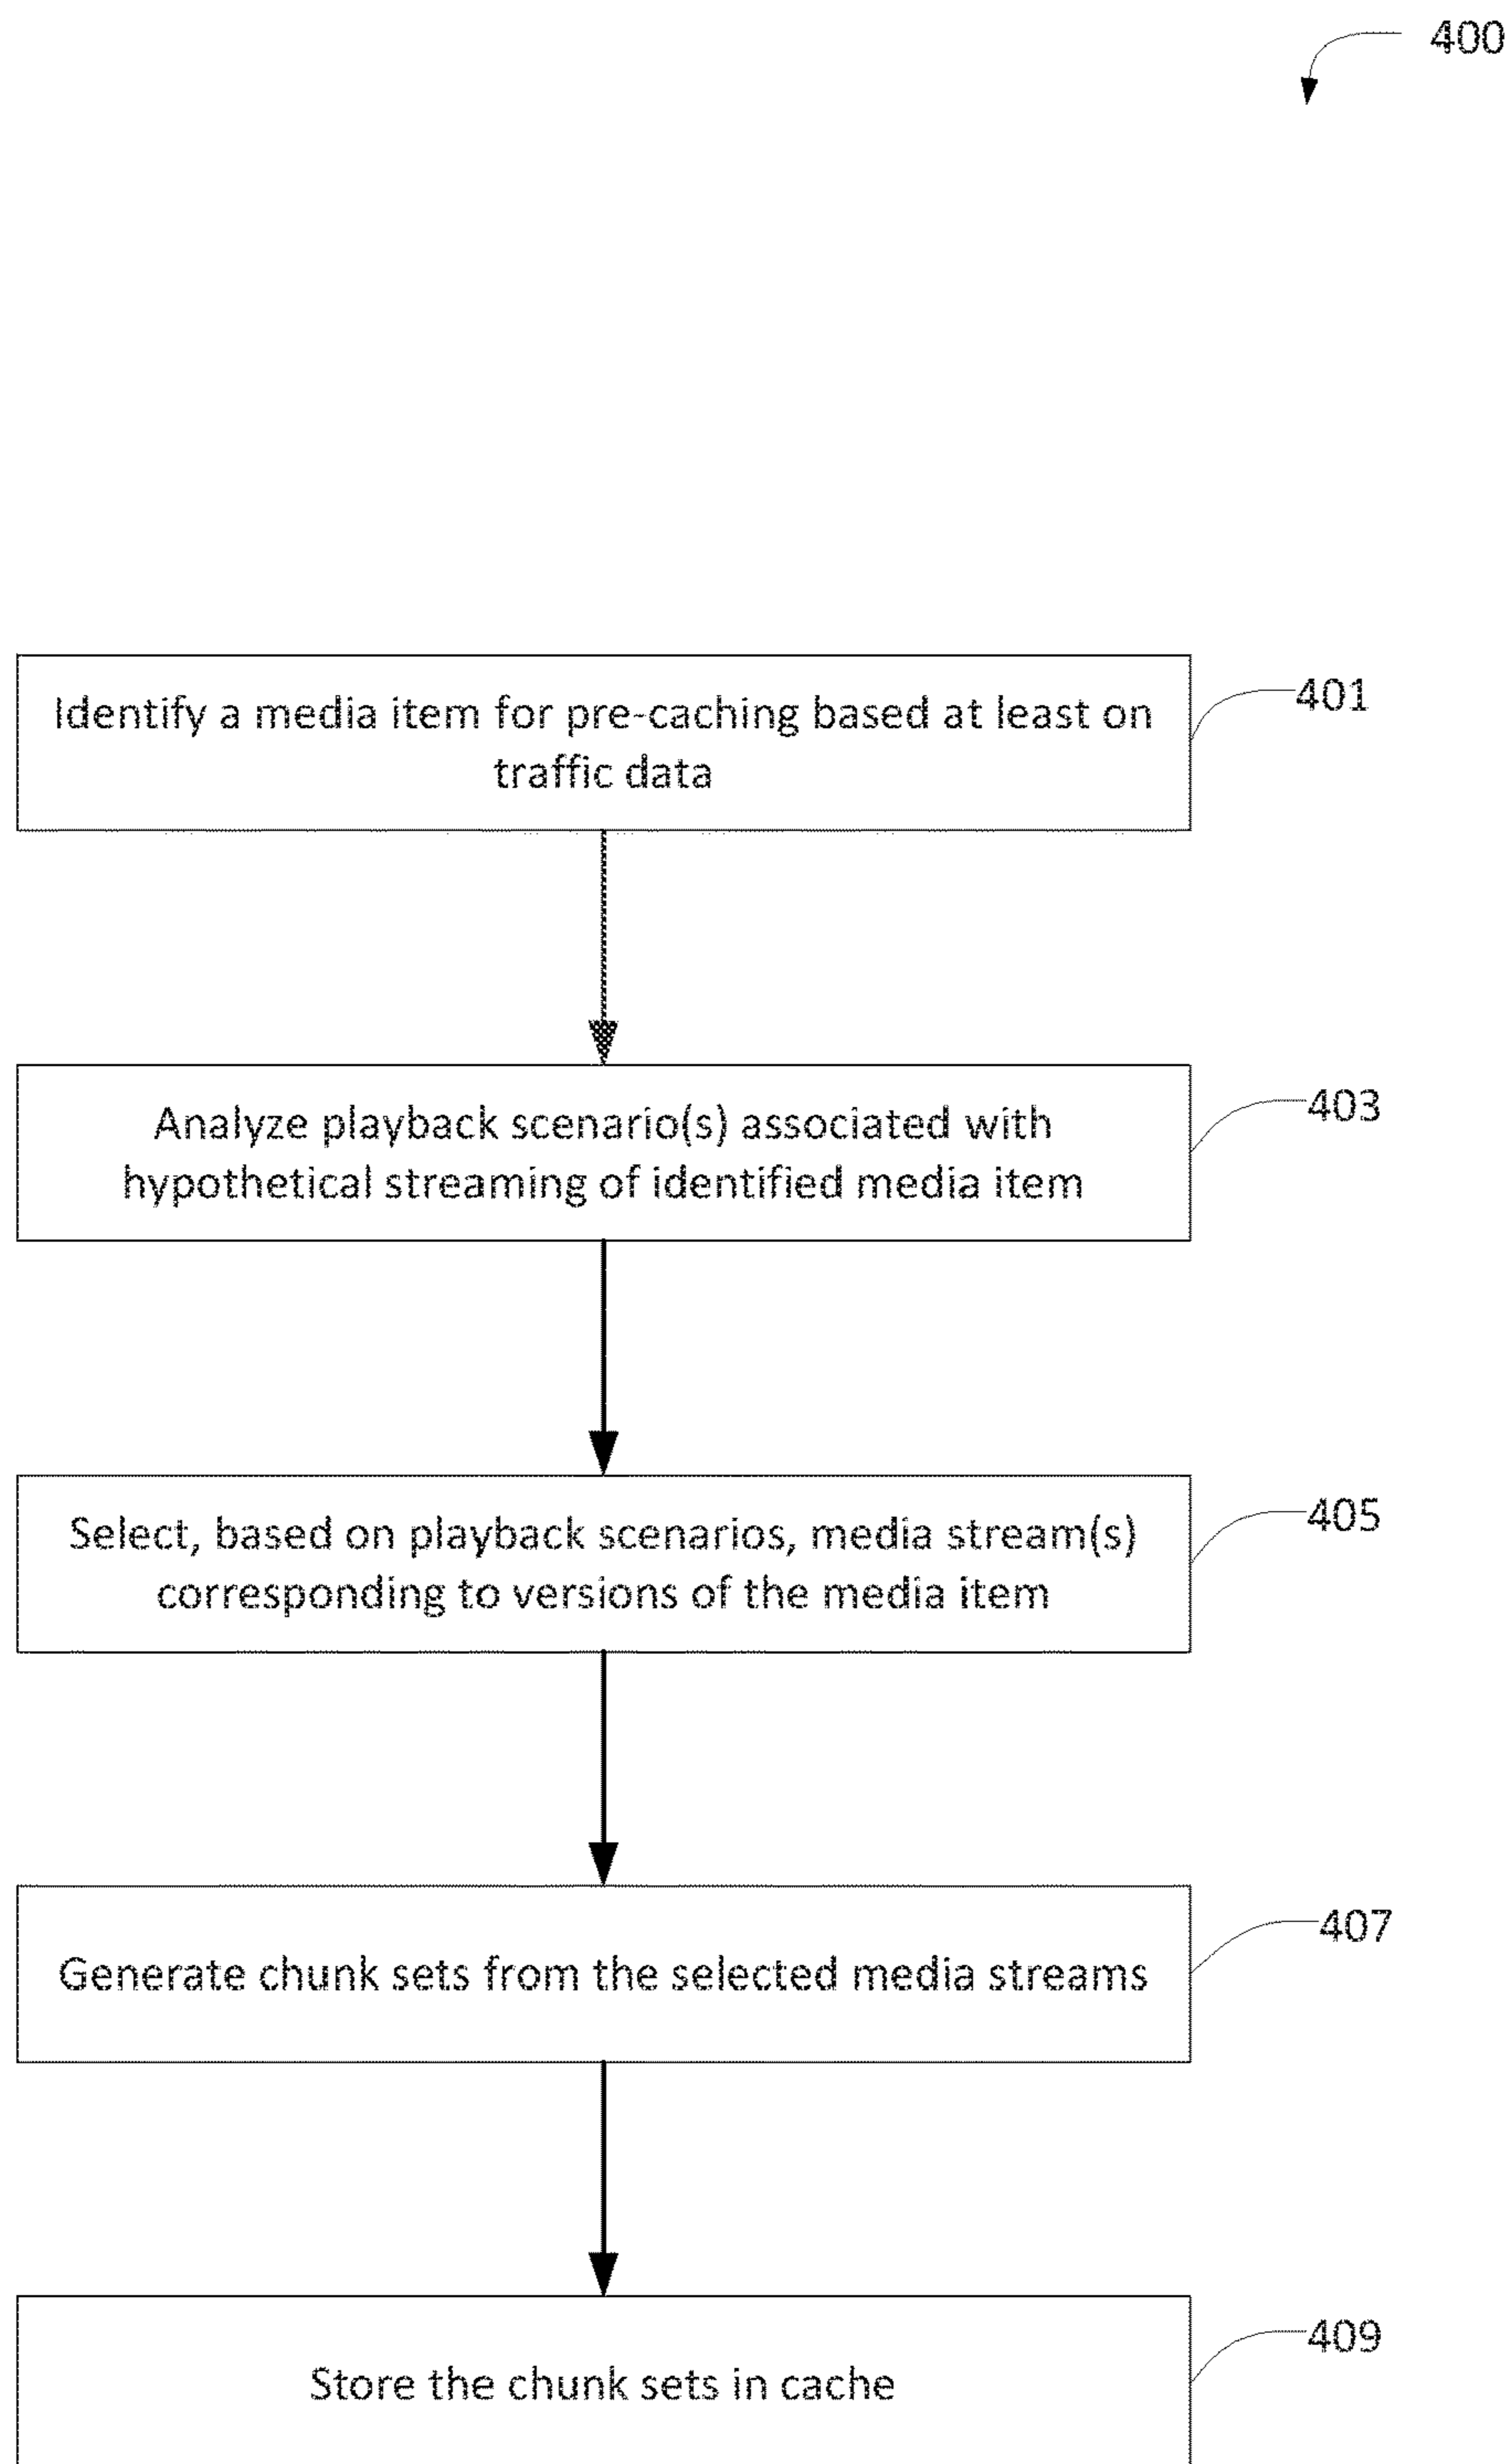 400
Identify a media item for pre-caching based at least on
traffic data
401
Analyze playback scenario(s) associated with
hypothetical streaming of identified media item
403
Select, based on playback scenarios, media stream(s)
corresponding to versions of the media item
405
Generate chunk sets from the selected media streams
407
Store the chunk sets in cache
409